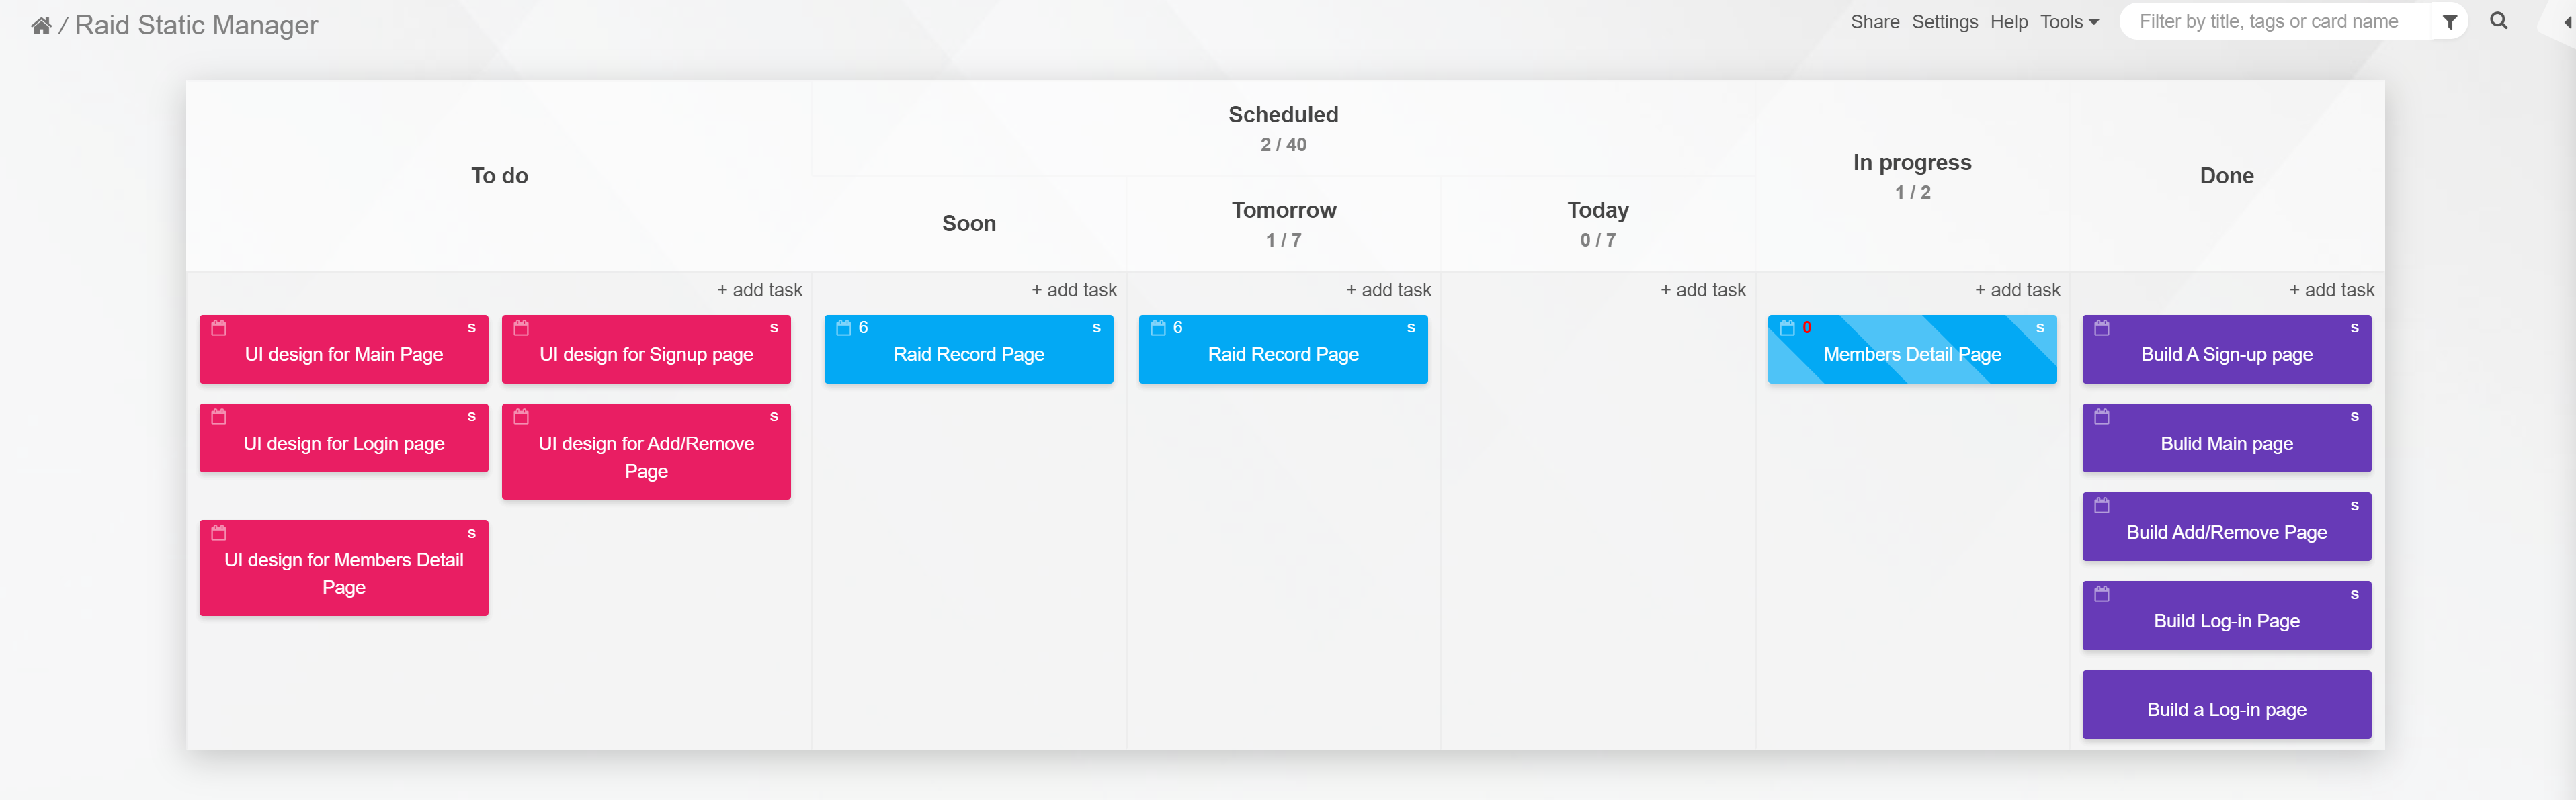 / Raid Static Manager
Share Settings Help Tools
Filter by title, tags or card name
To do
Scheduled
2 / 40
Soon
Tomorrow
1 / 7
Today
0 / 7
In progress
1 / 2
Done
+ add task
+ add task
+ add task
+ add task
+ add task
+ add task
S
UI design for Main Page
S
UI design for Signup page
S
UI design for Login page
S
UI design for Add/Remove
Page
S
UI design for Members Detail
Page
6 S
Raid Record Page
6 S
Raid Record Page
0 S
Members Detail Page
S
Build A Sign-up page
S
Bulid Main page
S
Build Add/Remove Page
S
Build Log-in Page
Build a Log-in page